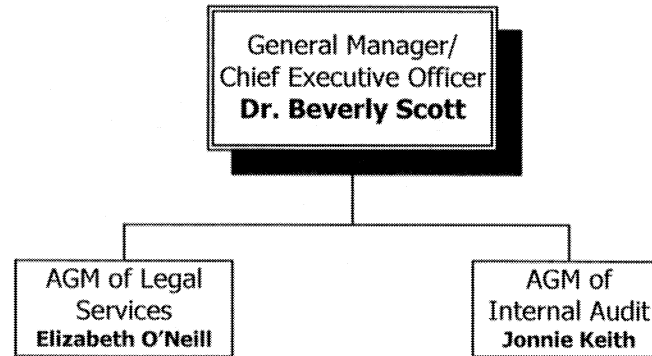 General Manager/
Chief Executive Officer
Dr. Beverly Scott
AGM of Legal
Services
Elizabeth O'Neill
AGM of
Internal Audit
Jonnie Keith